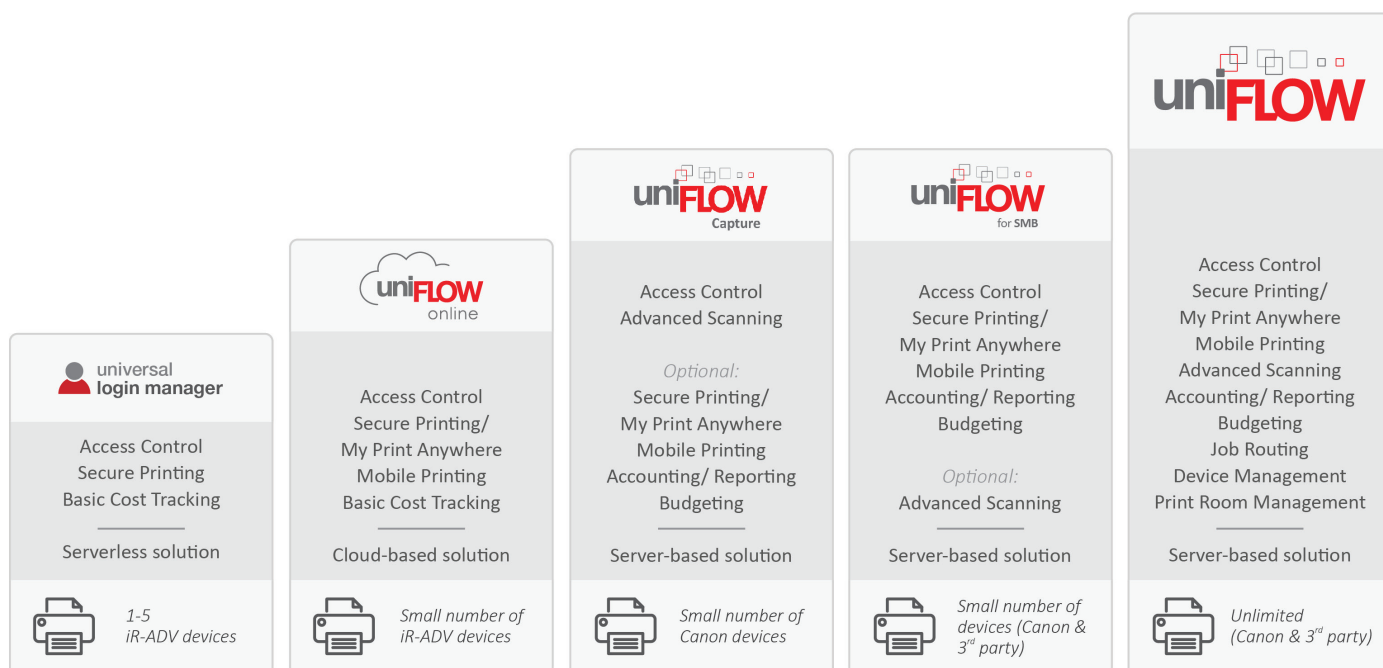 universal
login manager
Access Control
Secure Printing
Basic Cost Tracking
Serverless solution
1-5
iR-ADV devices
uniFLOW
online
Access Control
Secure Printing/
My Print Anywhere
Mobile Printing
Basic Cost Tracking
Cloud-based solution
Small number of
iR-ADV devices
uniFLOW
Capture
Access Control
Advanced Scanning
Optional:
Secure Printing/
My Print Anywhere
Mobile Printing
Accounting/ Reporting
Budgeting
Server-based solution
Small number of
Canon devices
uniFLOW
for SMB
Access Control
Secure Printing/
My Print Anywhere
Mobile Printing
Accounting/ Reporting
Budgeting
Optional:
Advanced Scanning
Server-based solution
Small number of
devices (Canon &
3rd party)
uniFLOW
Access Control
Secure Printing/
My Print Anywhere
Mobile Printing
Advanced Scanning
Accounting/ Reporting
Budgeting
Job Routing
Device Management
Print Room Management
Server-based solution
Unlimited
(Canon & 3rd party)